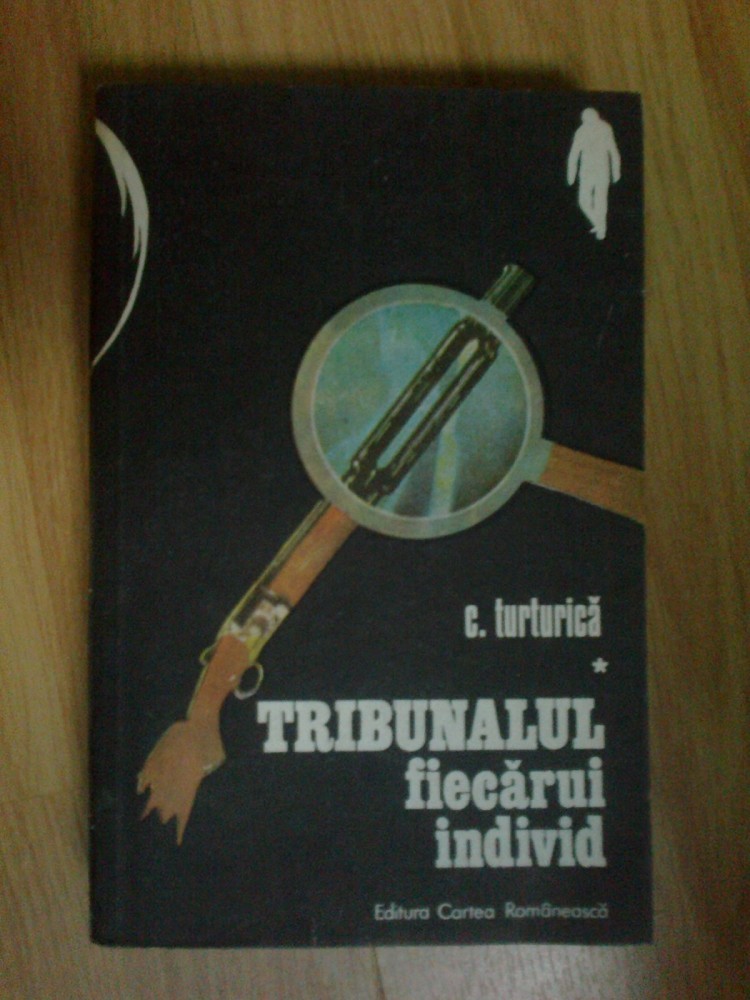 c. turturică
*
TRIBUNALUL
fiecărui
individ
Editura Cartea Românească